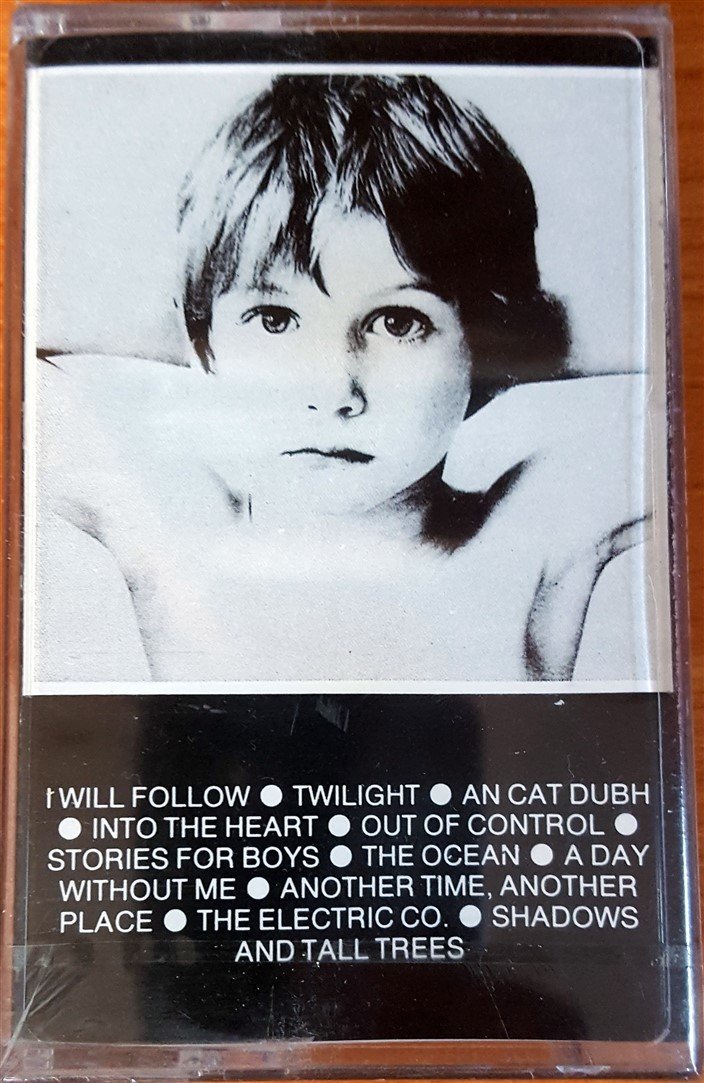 I WILL FOLLOW ● TWILIGHT ● AN CAT DUBH
● INTO THE HEART ● OUT OF CONTROL ●
STORIES FOR BOYS ● THE OCEAN ● A DAY
WITHOUT ME ● ANOTHER TIME, ANOTHER
PLACE ● THE ELECTRIC CO. ● SHADOWS
AND TALL TREES